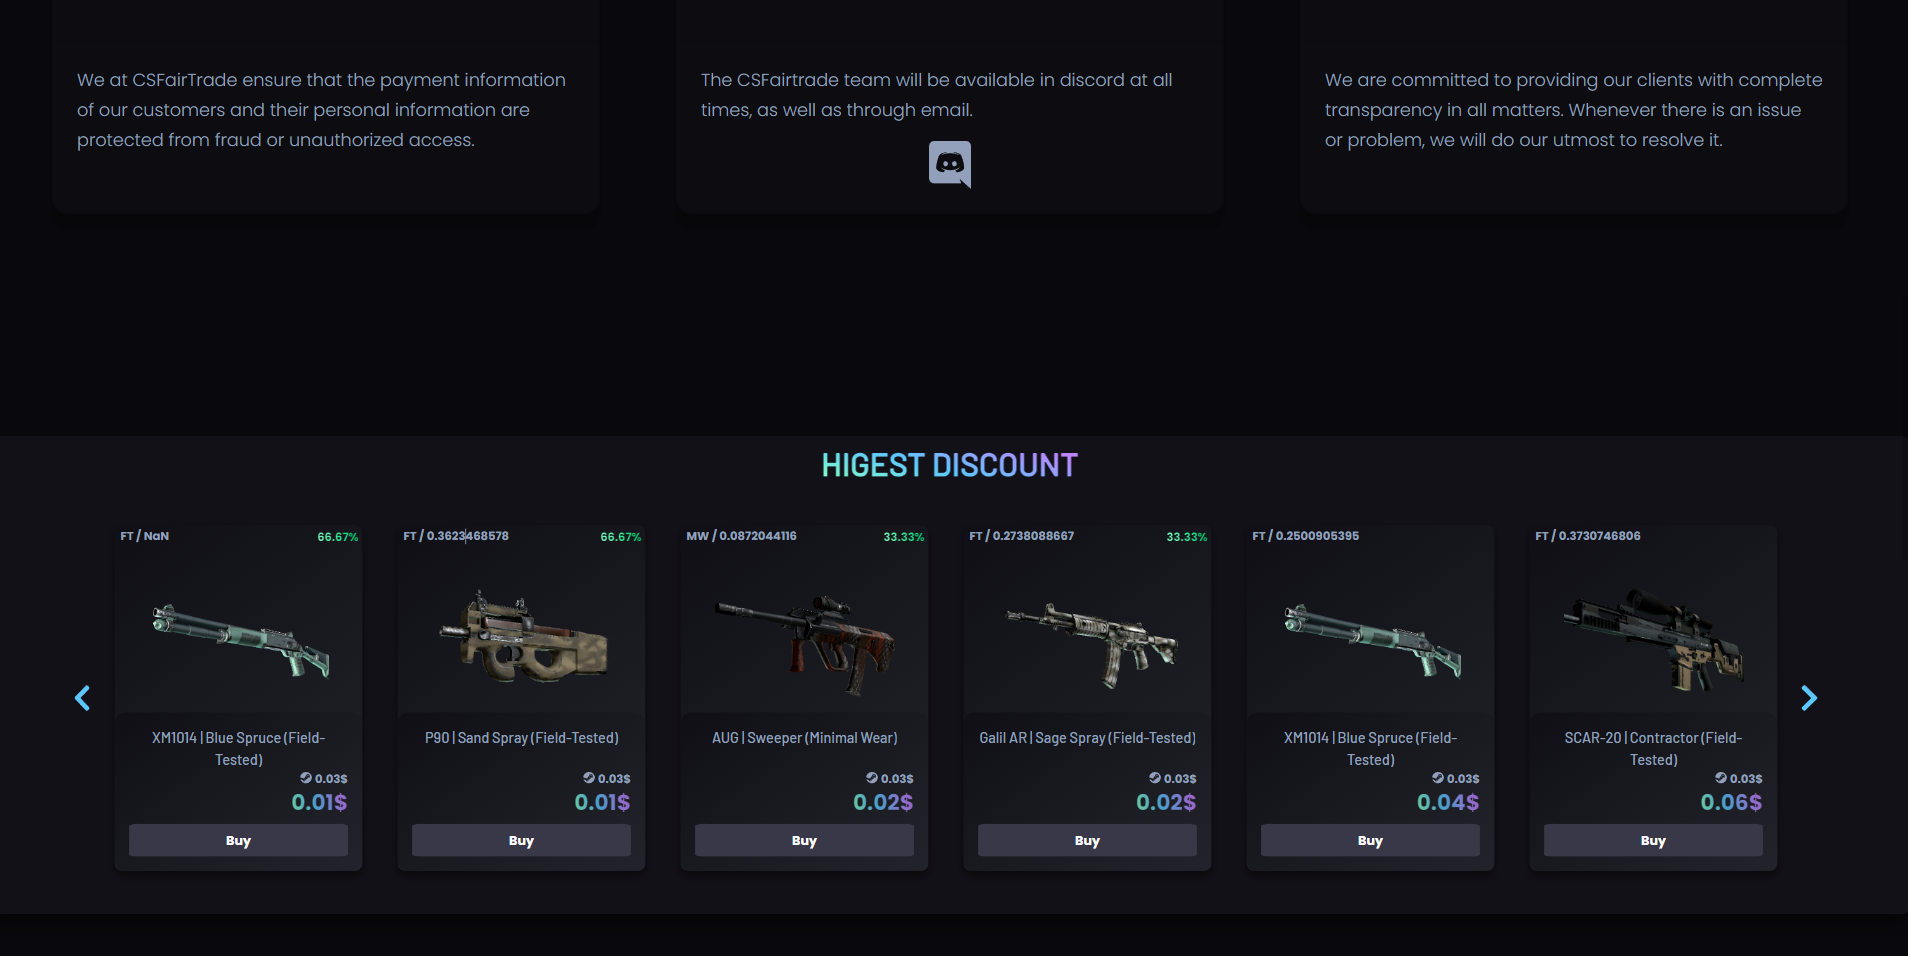 We at CSFairTrade ensure that the payment information
of our customers and their personal information are
protected from fraud or unauthorized access.
The CSFairtrade team will be available in discord at all
times, as well as through email.
We are committed to providing our clients with complete
transparency in all matters. Whenever there is an issue
or problem, we will do our utmost to resolve it.
HIGEST DISCOUNT
FT / NaN 66.67%
XM1014 | Blue Spruce (Field-
Tested)
0.03$
0.01$
Buy
FT / 0.3623468578 66.67%
P90 | Sand Spray (Field-Tested)
0.03$
0.01$
Buy
MW / 0.0872044116 33.33%
AUG | Sweeper (Minimal Wear)
0.03$
0.02$
Buy
FT / 0.2738088667 33.33%
Galil AR | Sage Spray (Field-Tested)
0.03$
0.02$
Buy
FT / 0.2500905395
XM1014 | Blue Spruce (Field-
Tested)
0.03$
0.04$
Buy
FT / 0.3730746806
SCAR-20 | Contractor (Field-
Tested)
0.03$
0.06$
Buy